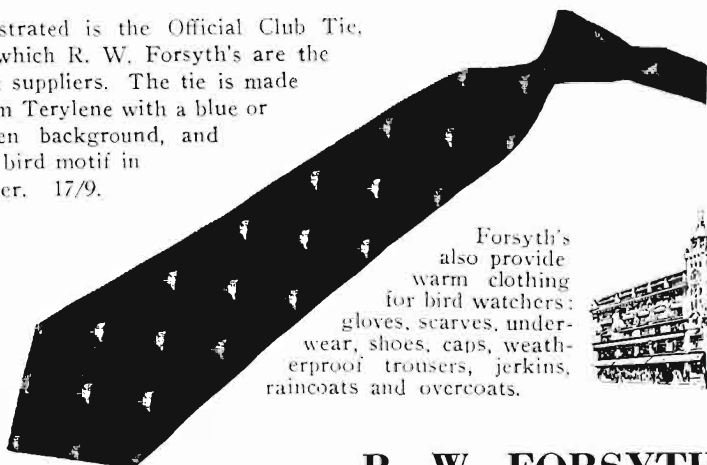 strated is the Official Club Tie,
which R. W. Forsyth's are the
suppliers. The tie is made
n Terylene with a blue or
en background, and
bird motif in
er. 17/9.
Forsyth's
also provide
warm clothing
for bird watchers:
gloves, scarves, under-
wear, shoes, caps, weath-
erproof trousers, jerkins,
raincoats and overcoats.
R. W. FORSYTH